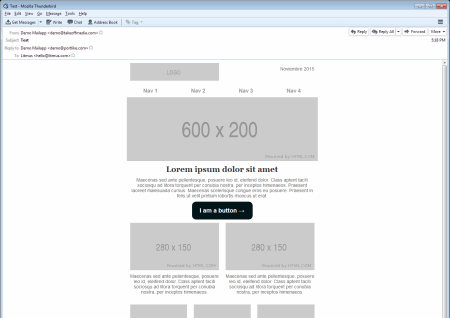 Test - Mozilla Thunderbird
File Edit View Go Message Tools Help
Get Messages Write Chat Address Book Tag
From Demo Mailapp <demo@takeoffmedia.com>
Reply Reply All Forward More
Subject Test
5:18 PM
Reply to Demo Mailapp <demo@portiika.com>
To Litmus <hello@litmus.com>
LOGO
Novembre 2015
Nav 1 Nav 2 Nav 3 Nav 4
600 x 200
Powered by HTML.COM
Lorem ipsum dolor sit amet
Maecenas sed ante pellentesque, posuere leo id, eleifend dolor. Class aptent taciti
sociosqu ad litora torquent per conubia nostra, per inceptos himenaeos. Praesent
laoreet malesuada cursus. Maecenas scelerisque congue eros eu posuere. Praesent in
felis ut velit pretium lobortis rhoncus ut erat.
I am a button →
280 x 150 280 x 150
Powered by HTML.COM Powered by HTML.COM
Maecenas sed ante pellentesque, posuere
leo id, eleifend dolor. Class aptent taciti
sociosqu ad litora torquent per conubia
nostra, per inceptos himenaeos.
Maecenas sed ante pellentesque, posuere
leo id, eleifend dolor. Class aptent taciti
sociosqu ad litora torquent per conubia
nostra, per inceptos himenaeos.